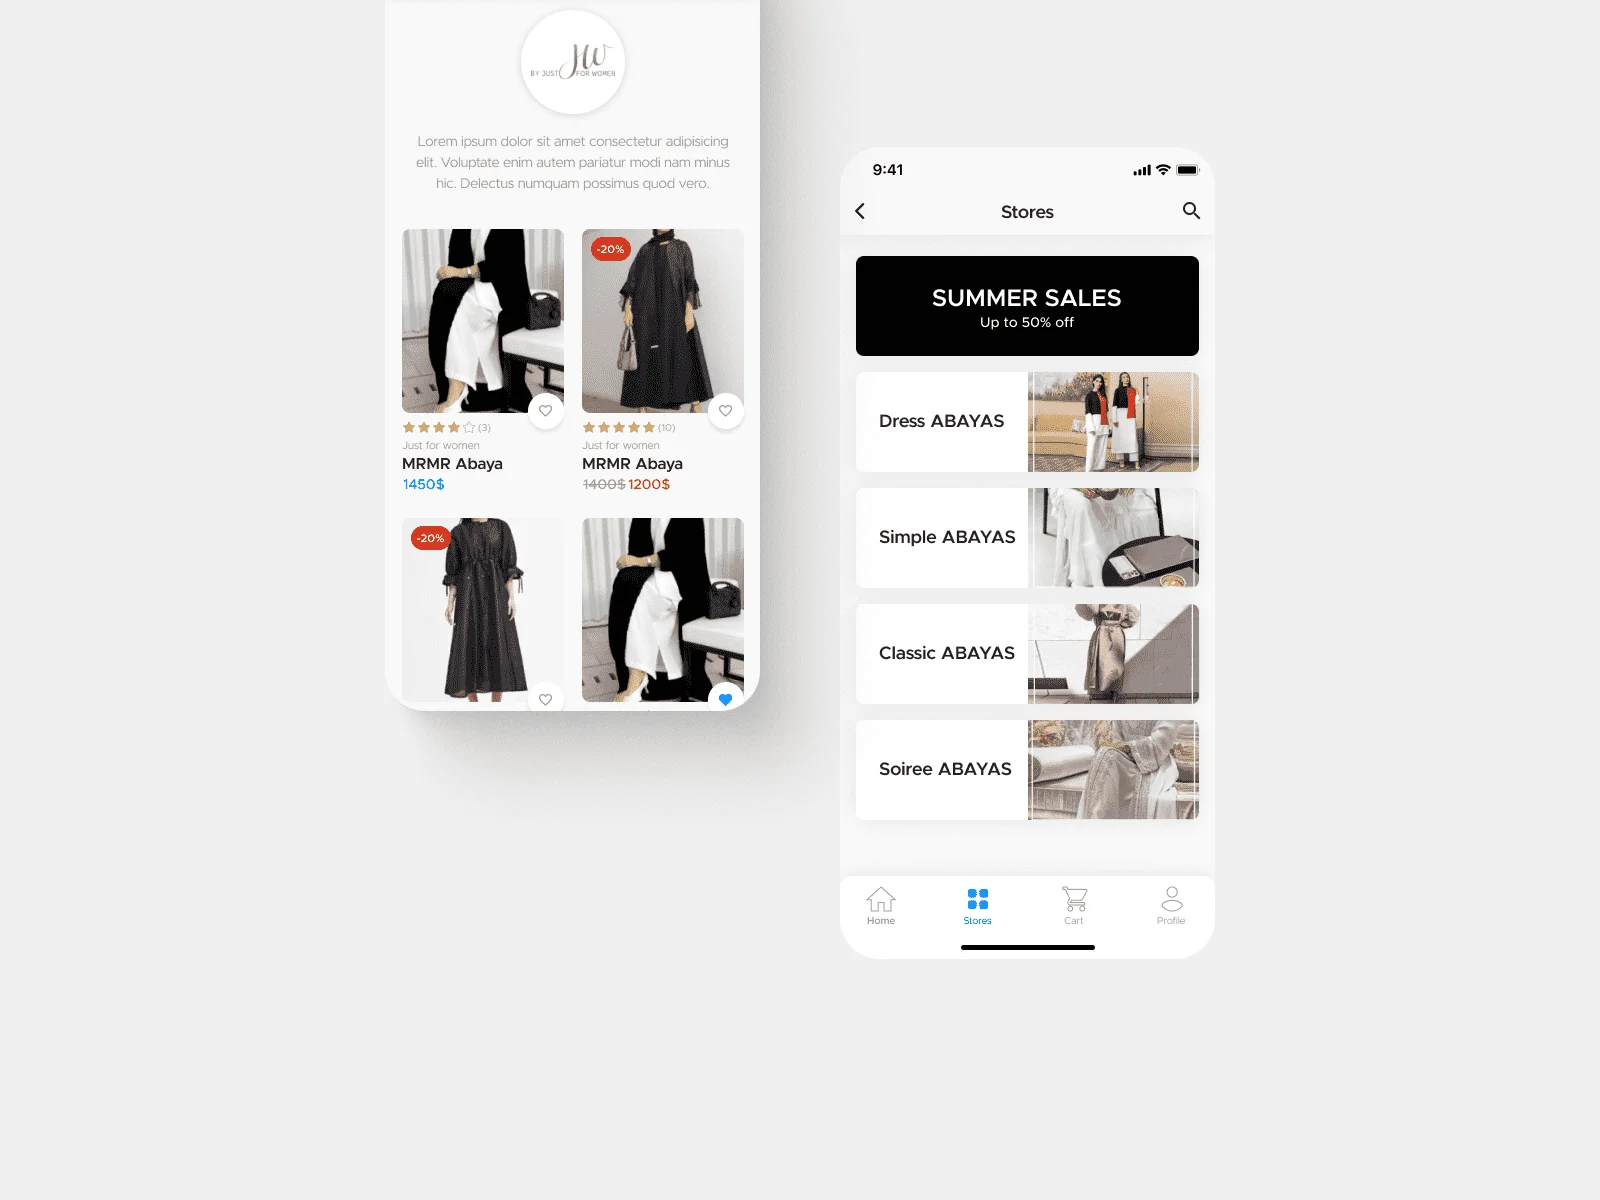 JW
BY JUST FOR WOMEN
Lorem ipsum dolor sit amet consectetur adipisicing
elit. Voluptate enim autem pariatur modi nam minus
hic. Delectus numquam possimus quod vero.
-20%
(3)
(10)
Just for women
Just for women
MRMR Abaya
MRMR Abaya
1450$
1400$ 1200$
-20%
9:41
Stores
SUMMER SALES
Up to 50% off
Dress ABAYAS
Simple ABAYAS
Classic ABAYAS
Soiree ABAYAS
Home
Stores
Cart
Profile